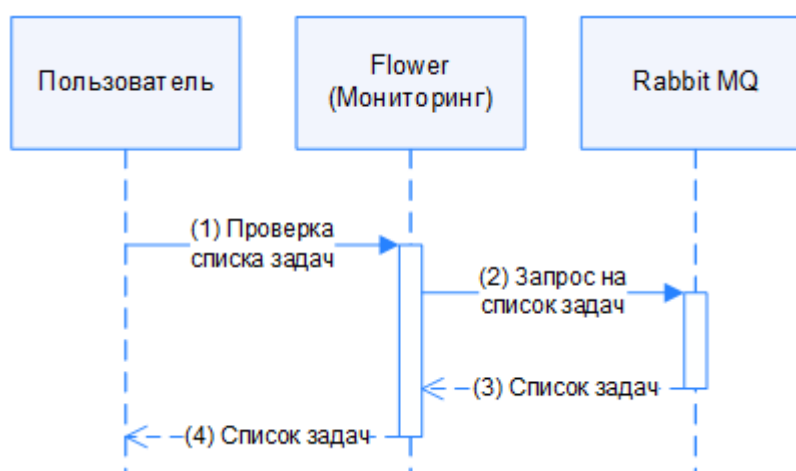 Пользователь
Flower
(Мониторинг)
Rabbit MQ
(1) Проверка
списка задач
(2) Запрос на
список задач
(3) Список задач
(4) Список задач